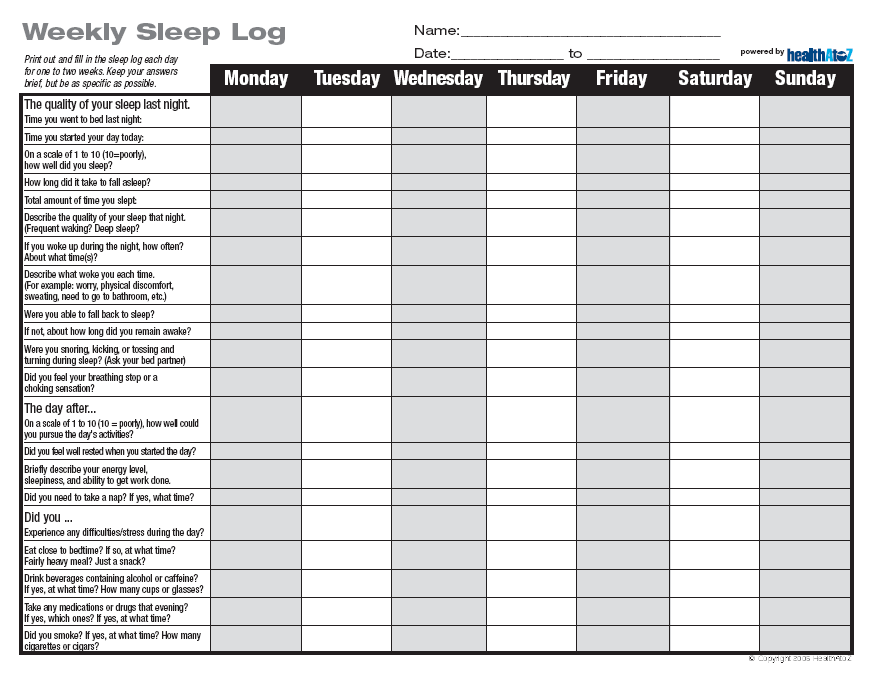 Weekly Sleep Log
Name:
Date: to
powered by healthAtoZ
Print out and fill in the sleep log each day
for one to two weeks. Keep your answers
brief, but be as specific as possible.
Monday Tuesday Wednesday Thursday Friday Saturday Sunday
The quality of your sleep last night.
Time you went to bed last night:
Time you started your day today:
On a scale of 1 to 10 (10=poorly),
how well did you sleep?
How long did it take to fall asleep?
Total amount of time you slept:
Describe the quality of your sleep that night.
(Frequent waking? Deep sleep?
If you woke up during the night, how often?
About what time(s)?
Describe what woke you each time.
(For example: worry, physical discomfort,
sweating, need to go to bathroom, etc.)
Were you able to fall back to sleep?
If not, about how long did you remain awake?
Were you snoring, kicking, or tossing and
turning during sleep? (Ask your bed partner)
Did you feel your breathing stop or a
choking sensation?
The day after...
On a scale of 1 to 10 (10 = poorly), how well could
you pursue the day's activities?
Did you feel well rested when you started the day?
Briefly describe your energy level,
sleepiness, and ability to get work done.
Did you need to take a nap? If yes, what time?
Did you ...
Experience any difficulties/stress during the day?
Eat close to bedtime? If so, at what time?
Fairly heavy meal? Just a snack?
Drink beverages containing alcohol or caffeine?
If yes, at what time? How many cups or glasses?
Take any medications or drugs that evening?
If yes, which ones? If yes, at what time?
Did you smoke? If yes, at what time? How many
cigarettes or cigars?
© Copyright 2005 HealthAtoZ